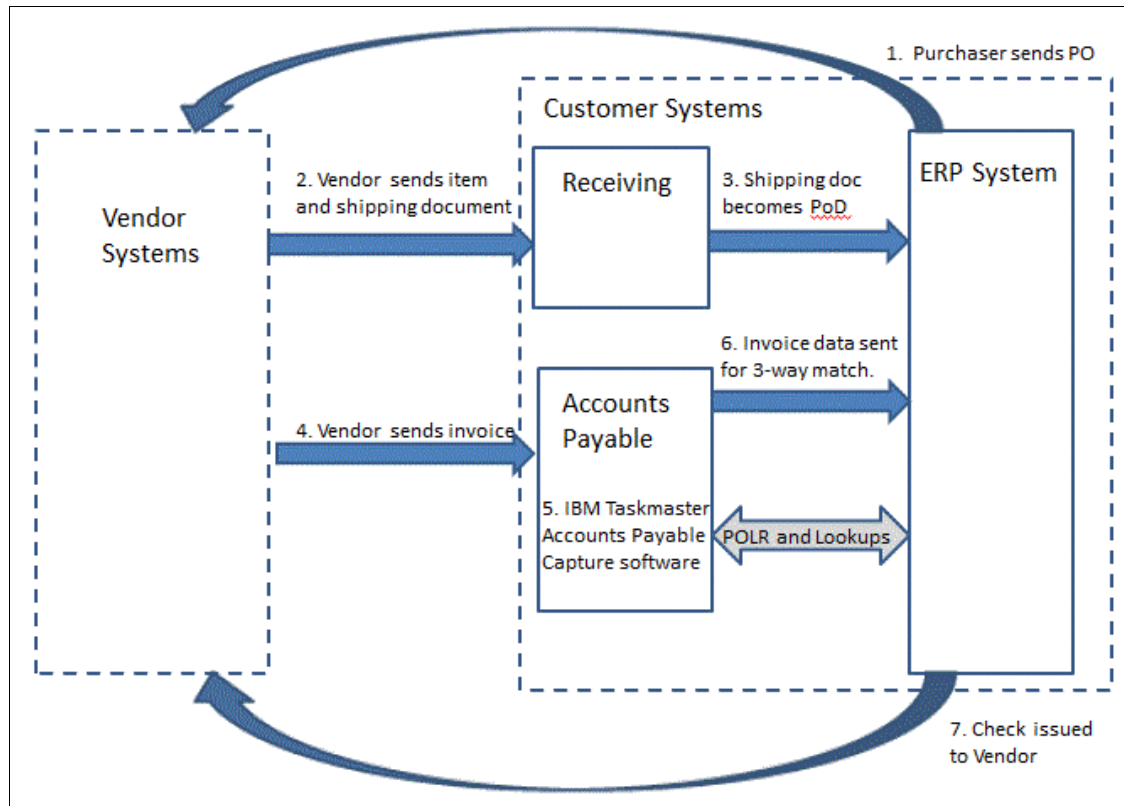 1. Purchaser sends PO
Customer Systems
Vendor
Systems
2. Vendor sends item
and shipping document
Receiving
3. Shipping doc
becomes PoD
ERP System
4. Vendor sends invoice
Accounts
Payable
5. IBM Taskmaster
Accounts Payable
Capture software
6. Invoice data sent
for 3-way match.
POLR and Lookups
7. Check issued
to Vendor